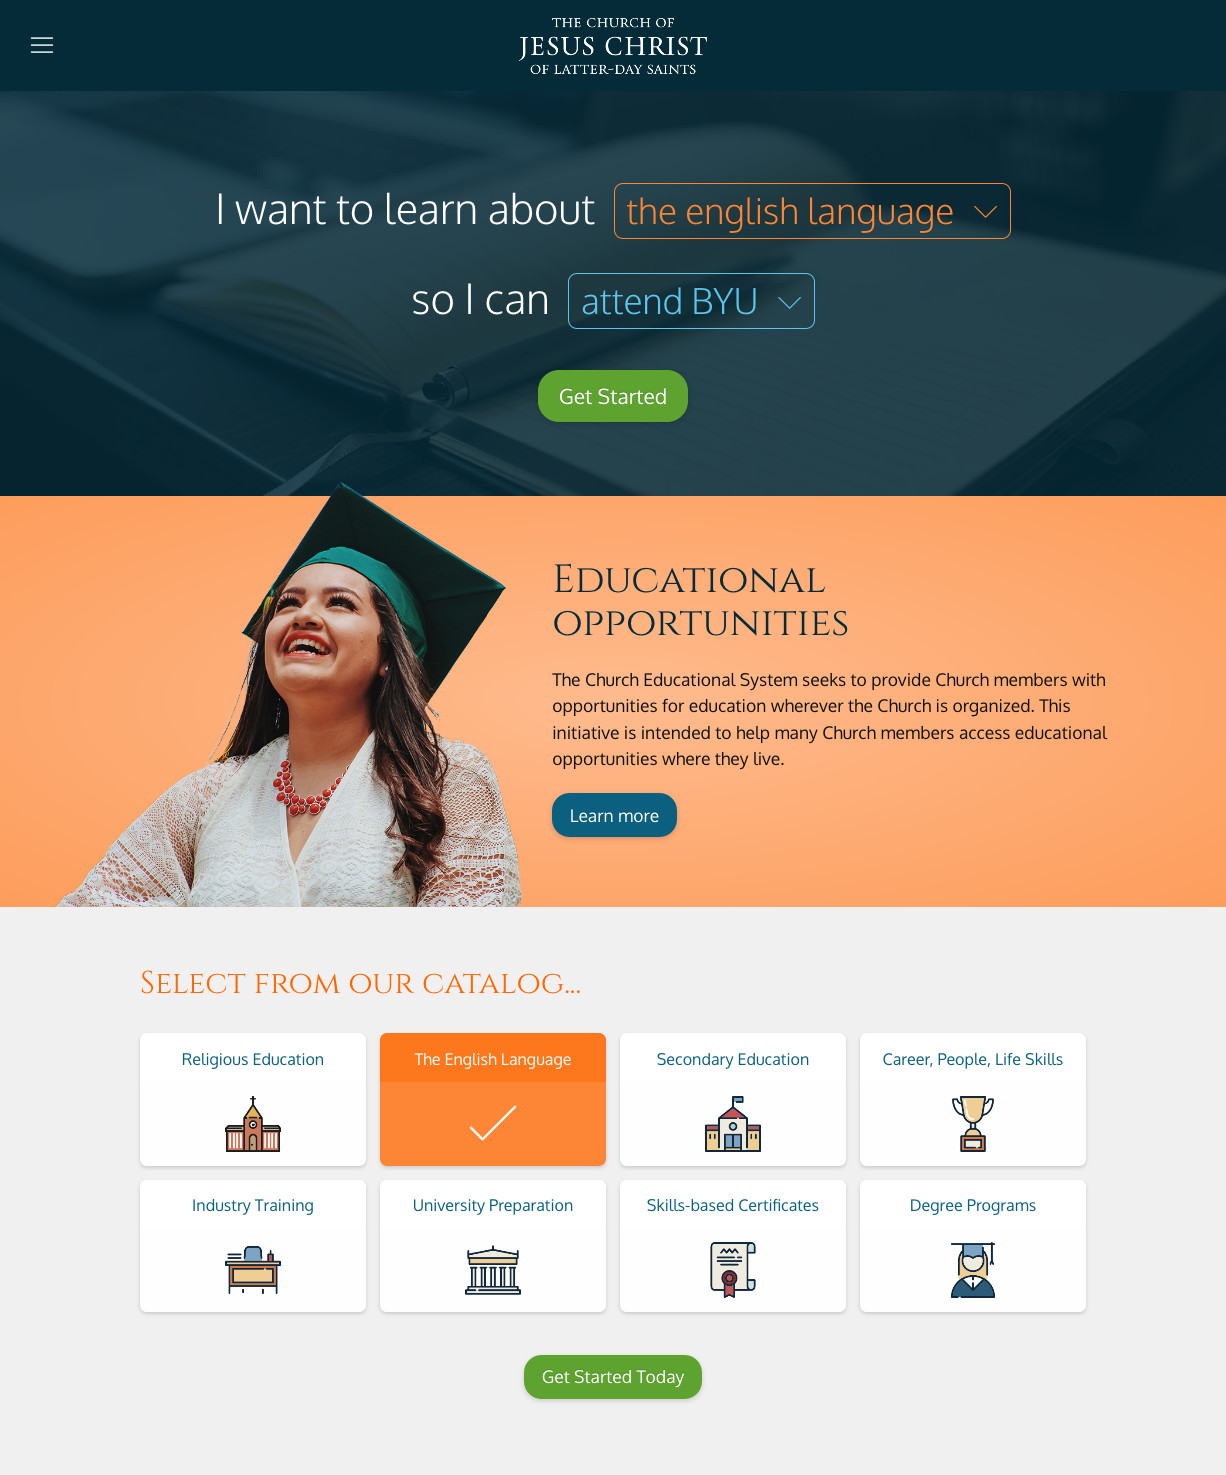 THE CHURCH OF
JESUS CHRIST
OF LATTER-DAY SAINTS
I want to learn about the english language
so I can attend BYU
Get Started
Educational
opportunities
The Church Educational System seeks to provide Church members with
opportunities for education wherever the Church is organized. This
initiative is intended to help many Church members access educational
opportunities where they live.
Learn more
Select from our catalog...
Religious Education
The English Language
Secondary Education
Career, People, Life Skills
Industry Training
University Preparation
Skills-based Certificates
Degree Programs
Get Started Today